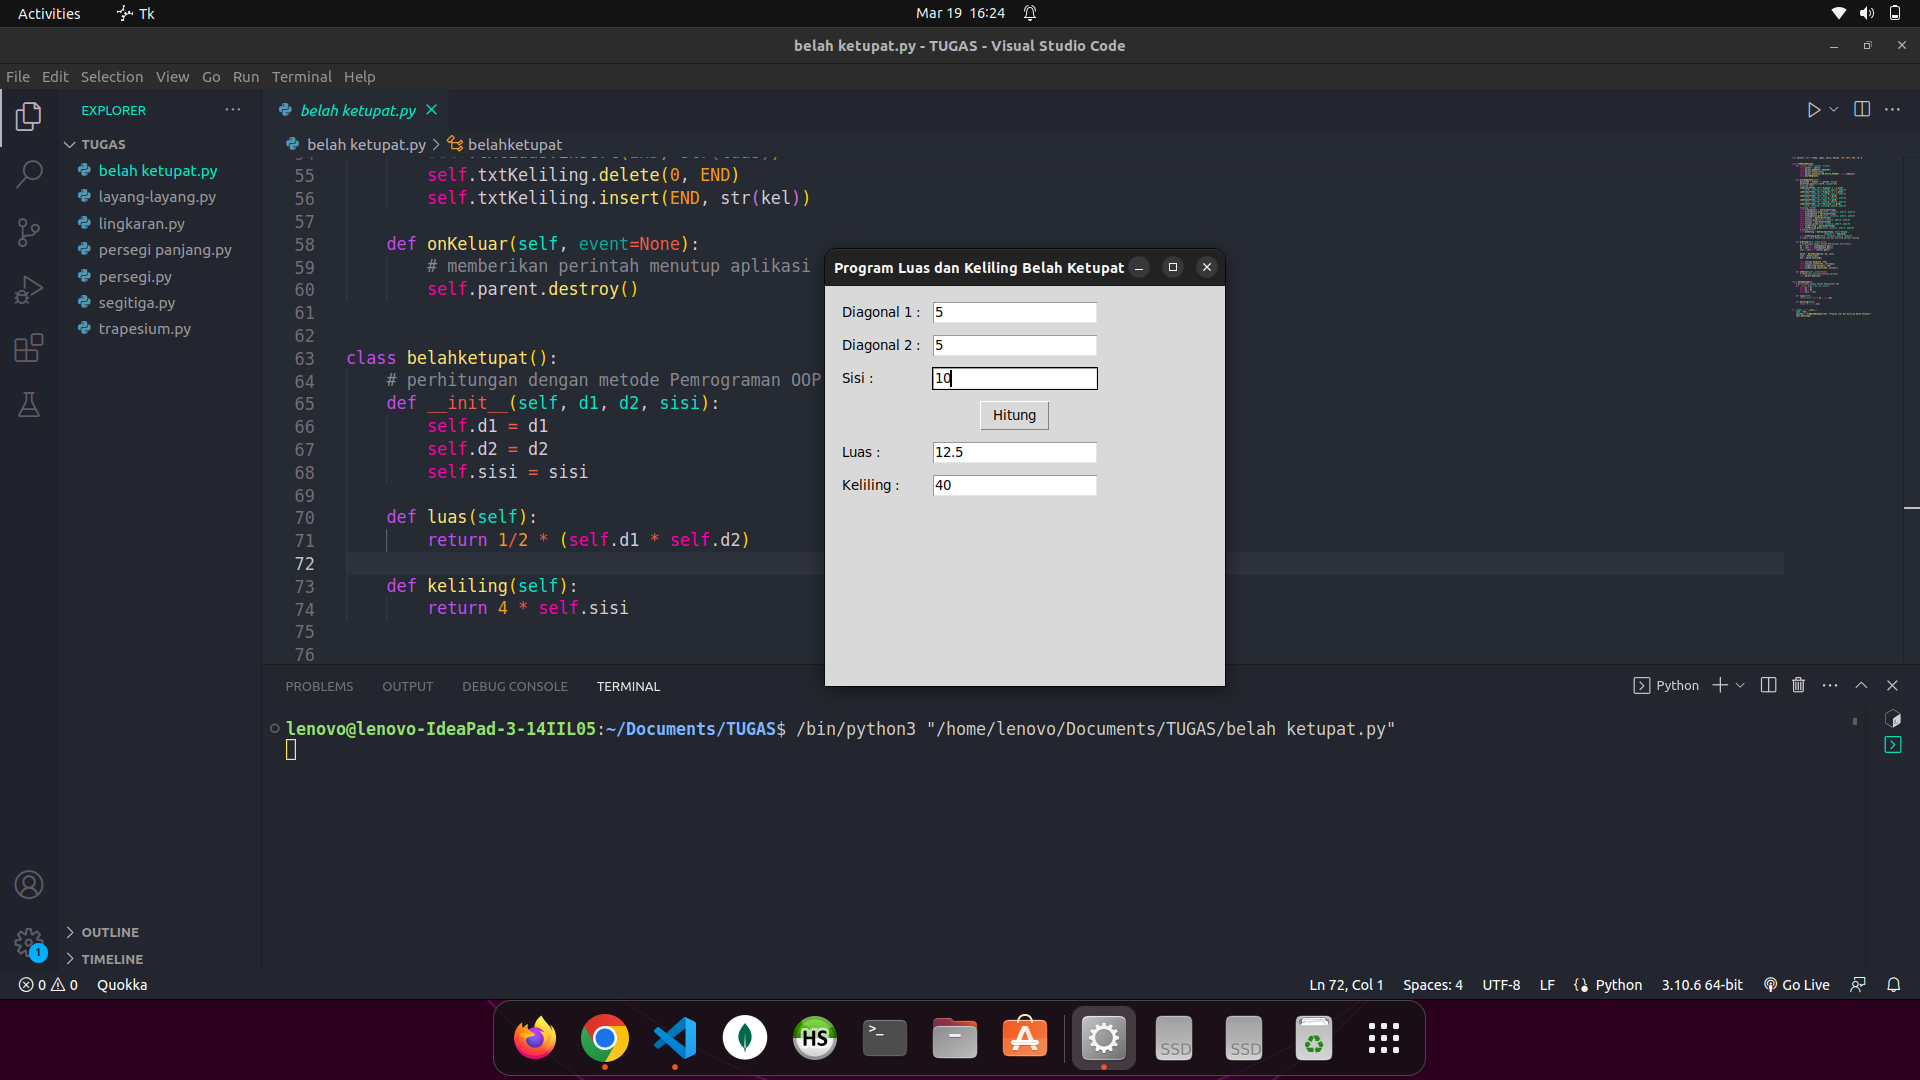 Activities
Tk
Mar 19 16:24
belah ketupat.py - TUGAS - Visual Studio Code
File Edit Selection View Go Run Terminal Help
EXPLORER
TUGAS
belah ketupat.py
layang-layang.py
lingkaran.py
persegi panjang.py
persegi.py
segitiga.py
trapesium.py
OUTLINE
TIMELINE
belah ketupat.py
belah ketupat.py > belahketupat
55 self.txtKeliling.delete(0, END)
56 self.txtKeliling.insert(END, str(kel))
57
58 def onKeluar(self, event=None):
59 # memberikan perintah menutup aplikasi
60 self.parent.destroy()
61
62
63 class belahketupat():
64 # perhitungan dengan metode Pemrograman OOP
65 def __init__(self, d1, d2, sisi):
66 self.d1 = d1
67 self.d2 = d2
68 self.sisi = sisi
69
70 def luas(self):
71 return 1/2 * (self.d1 * self.d2)
72
73 def keliling(self):
74 return 4 * self.sisi
75
76
Program Luas dan Keliling Belah Ketupat
Diagonal 1 : 5
Diagonal 2 : 5
Sisi : 10
Hitung
Luas : 12.5
Keliling : 40
PROBLEMS OUTPUT DEBUG CONSOLE TERMINAL
Python
lenovo@lenovo-IdeaPad-3-14IIL05:~/Documents/TUGAS$ /bin/python3 "/home/lenovo/Documents/TUGAS/belah ketupat.py"
1
0 0 Quokka
Ln 72, Col 1 Spaces: 4 UTF-8 LF Python 3.10.6 64-bit Go Live
HS
>_
SSD
SSD